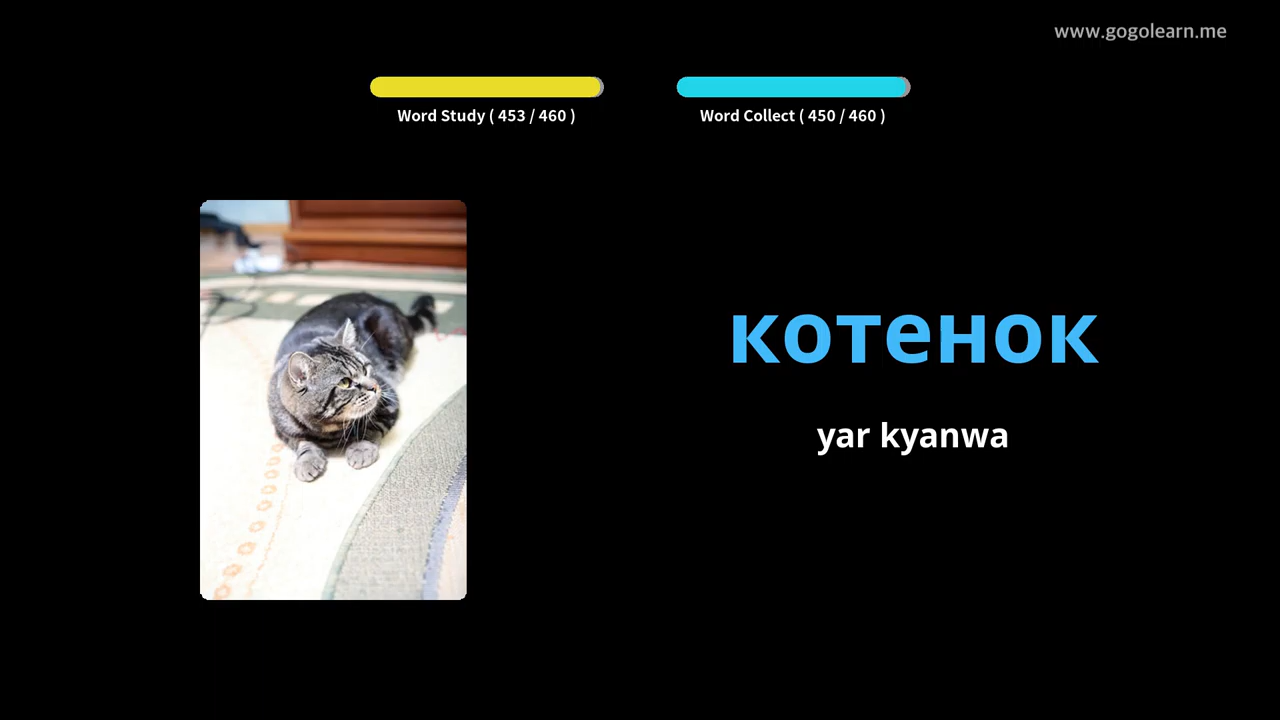 www.gogolearn.me
Word Study ( 453 / 460 )
Word Collect ( 450 / 460 )
котенок
yar kyanwa